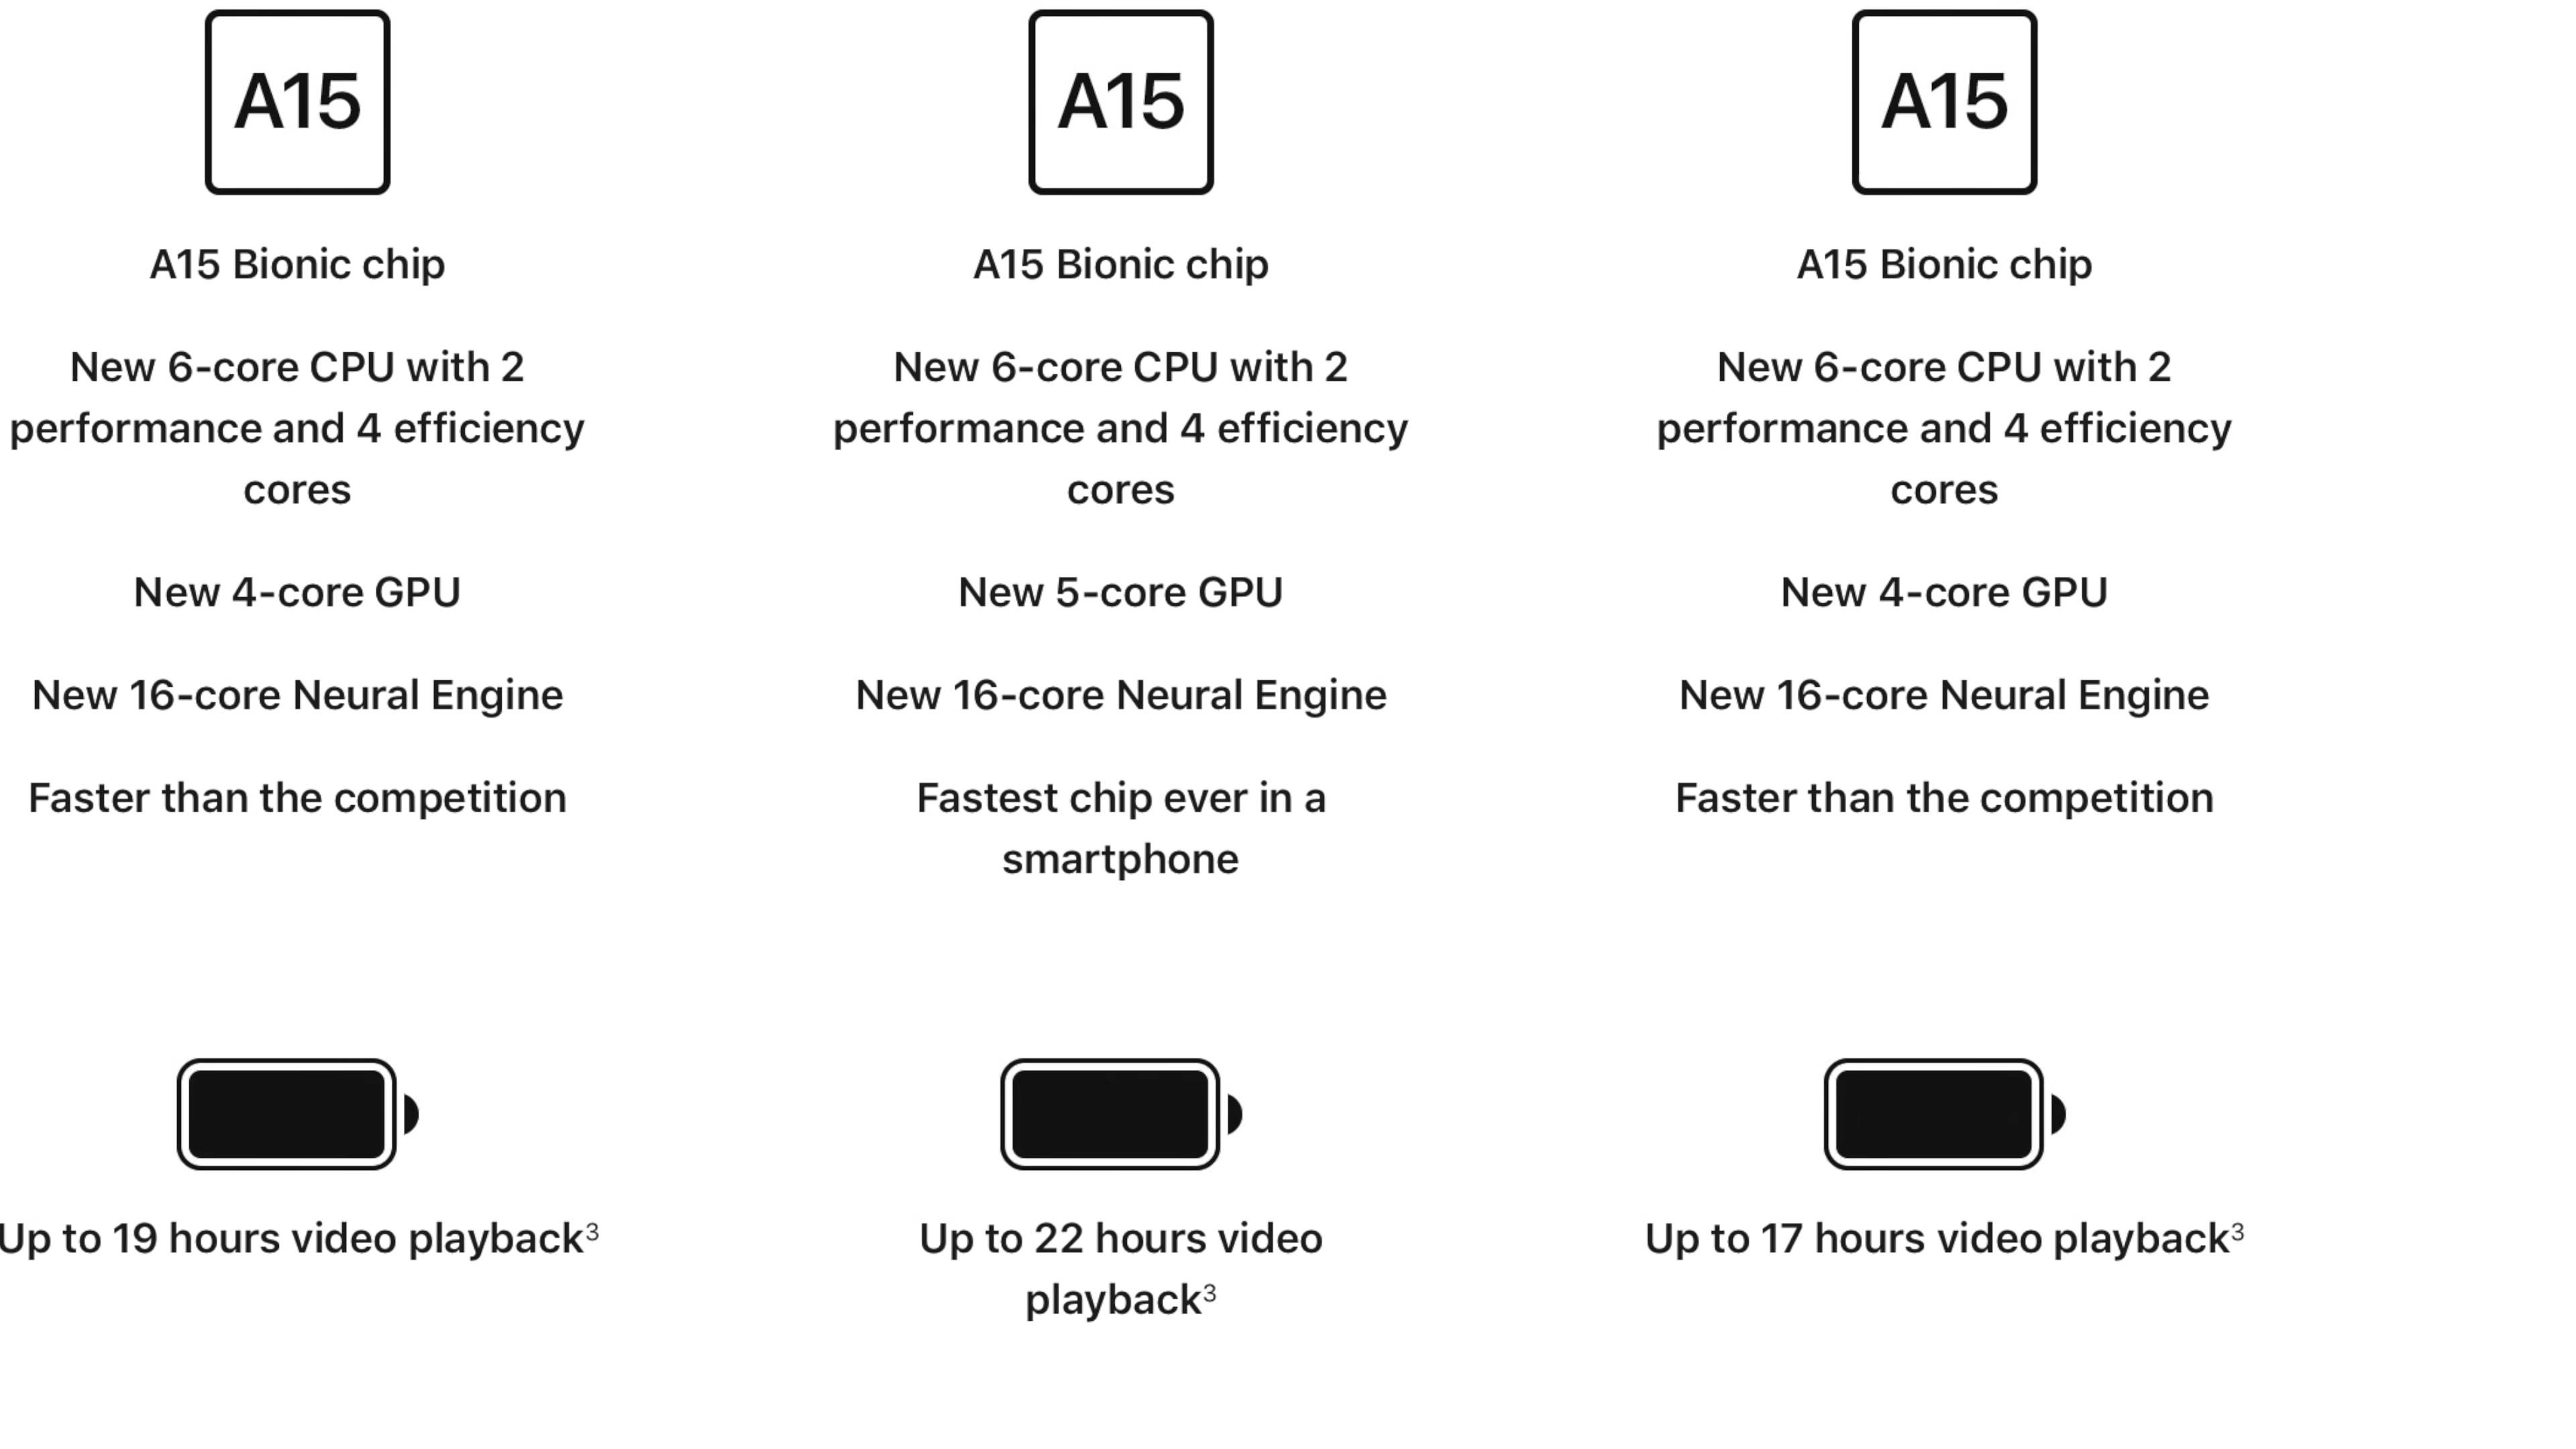 A15
A15 Bionic chip
New 6-core CPU with 2
performance and 4 efficiency
cores
New 4-core GPU
New 16-core Neural Engine
Faster than the competition
Up to 19 hours video playback³
A15
A15 Bionic chip
New 6-core CPU with 2
performance and 4 efficiency
cores
New 5-core GPU
New 16-core Neural Engine
Fastest chip ever in a
smartphone
Up to 22 hours video
playback³
A15
A15 Bionic chip
New 6-core CPU with 2
performance and 4 efficiency
cores
New 4-core GPU
New 16-core Neural Engine
Faster than the competition
Up to 17 hours video playback³